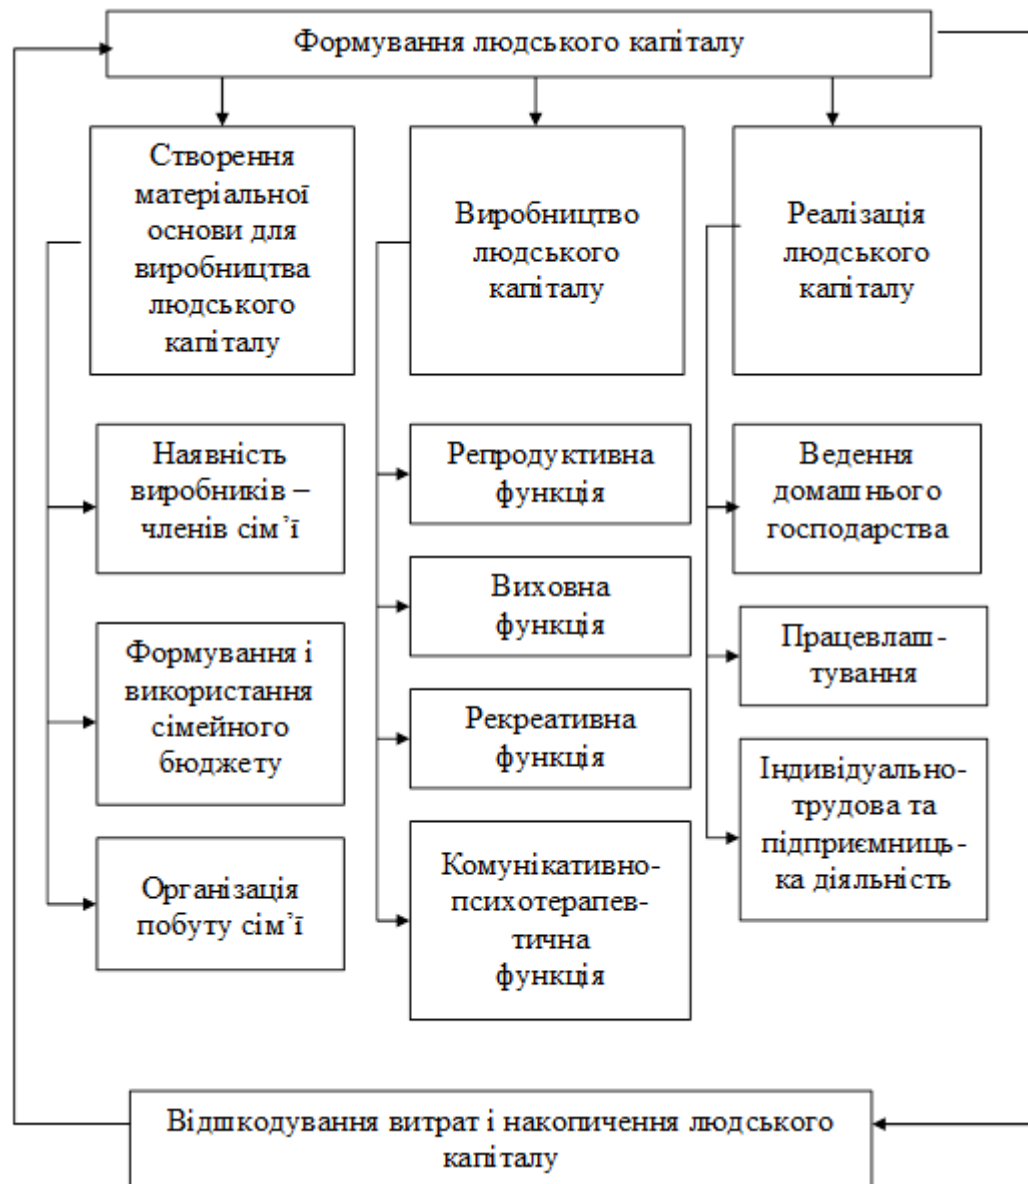 Формування людського капіталу
Створення
матеріальної
основи для
виробництва
людського
капіталу
Виробництво
людського
капіталу
Реалізація
людського
капіталу
Наявність
виробників –
членів сім’ї
Формування і
використання
сімейного
бюджету
Організація
побуту сім’ї
Репродуктивна
функція
Виховна
функція
Рекреативна
функція
Комунікативно-
психотерапев-
тична
функція
Ведення
домашнього
господарства
Працевлаш-
тування
Індивідуально-
трудова та
підприємниць-
ка діяльність
Відшкодування витрат і накопичення людського
капіталу